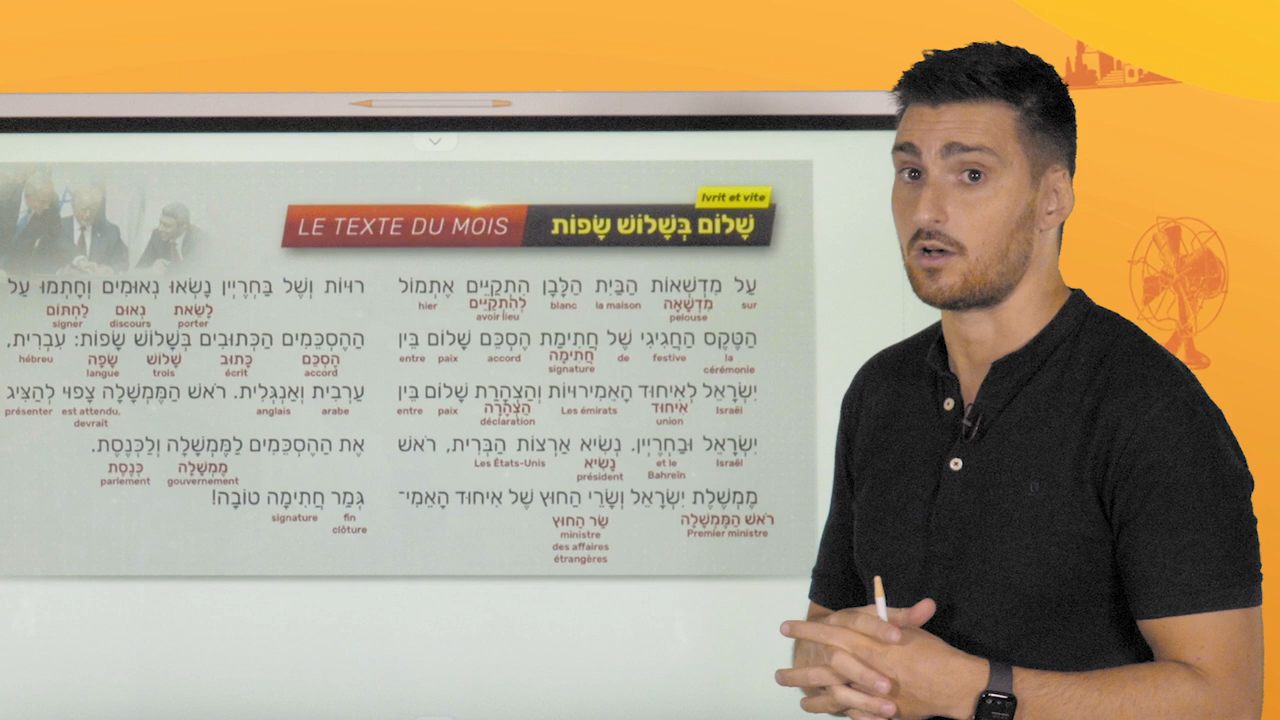 Ivrit et vite
שָׁלוֹם בְּשָׁלוֹשׁ שָׂפוֹת
LE TEXTE DU MOIS
עַל מִדְשְׁאוֹת הַבַּיִת הַלָּבָן הִתְקַיֵּים אֶתְמוֹל
sur מִדְשָׁאָה la maison blanc לְהִתְקַיֵּים hier
pelouse avoir lieu
הַטֶּקֶס הַחֲגִיגִי שֶׁל חֲתִימַת הֶסְכֵּם שָׁלוֹם בֵּין
la festive de חֲתִימָה accord paix entre
cérémonie signature
יִשְׂרָאֵל לְאִיחוּד הָאֱמִירוּיוֹת וְהַצְהָרַת שָׁלוֹם בֵּין
Israël אִיחוּד Les émirats הַצְהָרָה paix entre
union déclaration
יִשְׂרָאֵל וּבַחְרֵיְין. נְשִׂיא אַרְצוֹת הַבְּרִית, רֹאשׁ
Israël et le נָשִׂיא Les États-Unis
Bahreïn président
מֶמְשֶׁלֶת יִשְׂרָאֵל וְשָׂרֵי הַחוּץ שֶׁל אִיחוּד הָאֱמִי־
רֹאשׁ הַמֶּמְשָׁלָה שַׂר הַחוּץ
Premier ministre ministre
des affaires
étrangères
רוּיוֹת וְשֶׁל בַּחְרֵיְין נָשְׂאוּ נְאוּמִים וְחָתְמוּ עַל
לָשֵׂאת נְאוּם לַחְתּוֹם
porter discours signer
הַהֶסְכֵּמִים הַכְּתוּבִים בְּשָׁלוֹשׁ שָׂפוֹת: עִבְרִית,
הֶסְכֵּם כָּתוּב שָׁלוֹשׁ שָׂפָה hébreu
accord écrit trois langue
עַרְבִית וְאַנְגְּלִית. רֹאשׁ הַמֶּמְשָׁלָה צָפוּי לְהַצִּיג
arabe anglais est attendu, présenter
devrait
אֶת הַהֶסְכֵּמִים לַמֶּמְשָׁלָה וְלַכְּנֶסֶת.
מֶמְשָׁלָה כְּנֶסֶת
gouvernement parlement
גְּמַר חֲתִימָה טוֹבָה!
fin signature
clôture